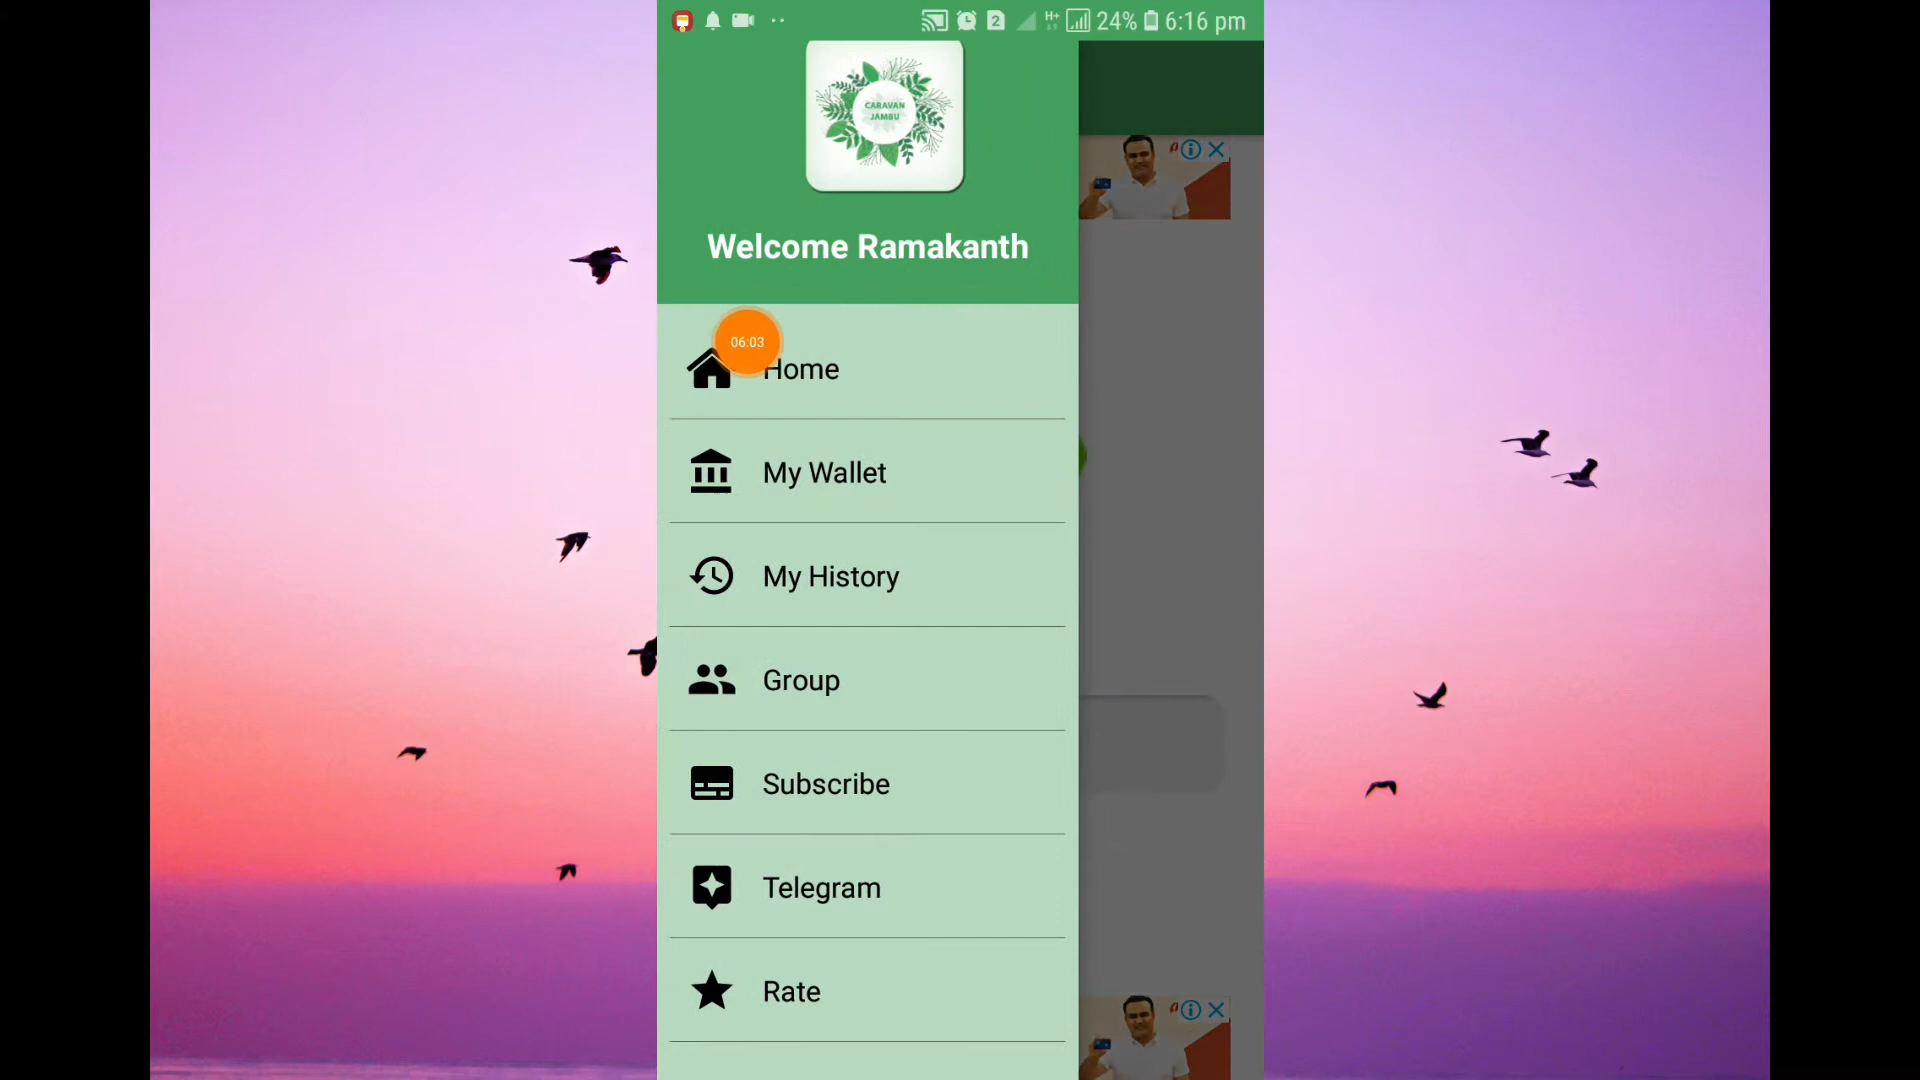 2 H+ 24% 6:16 pm
CARAVAN
JAMBU
Welcome Ramakanth
06:03
Home
My Wallet
My History
Group
Subscribe
Telegram
Rate